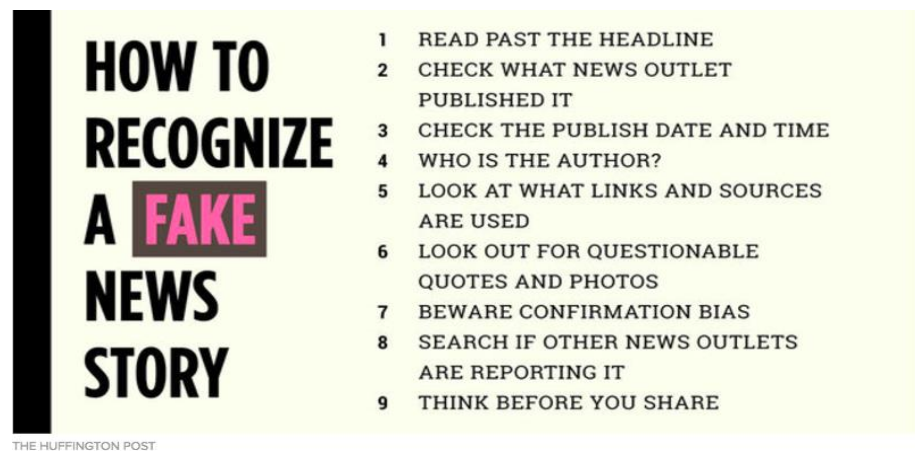 HOW TO
RECOGNIZE
A FAKE
NEWS
STORY
1 READ PAST THE HEADLINE
2 CHECK WHAT NEWS OUTLET
PUBLISHED IT
3 CHECK THE PUBLISH DATE AND TIME
4 WHO IS THE AUTHOR?
5 LOOK AT WHAT LINKS AND SOURCES
ARE USED
6 LOOK OUT FOR QUESTIONABLE
QUOTES AND PHOTOS
7 BEWARE CONFIRMATION BIAS
8 SEARCH IF OTHER NEWS OUTLETS
ARE REPORTING IT
9 THINK BEFORE YOU SHARE
THE HUFFINGTON POST